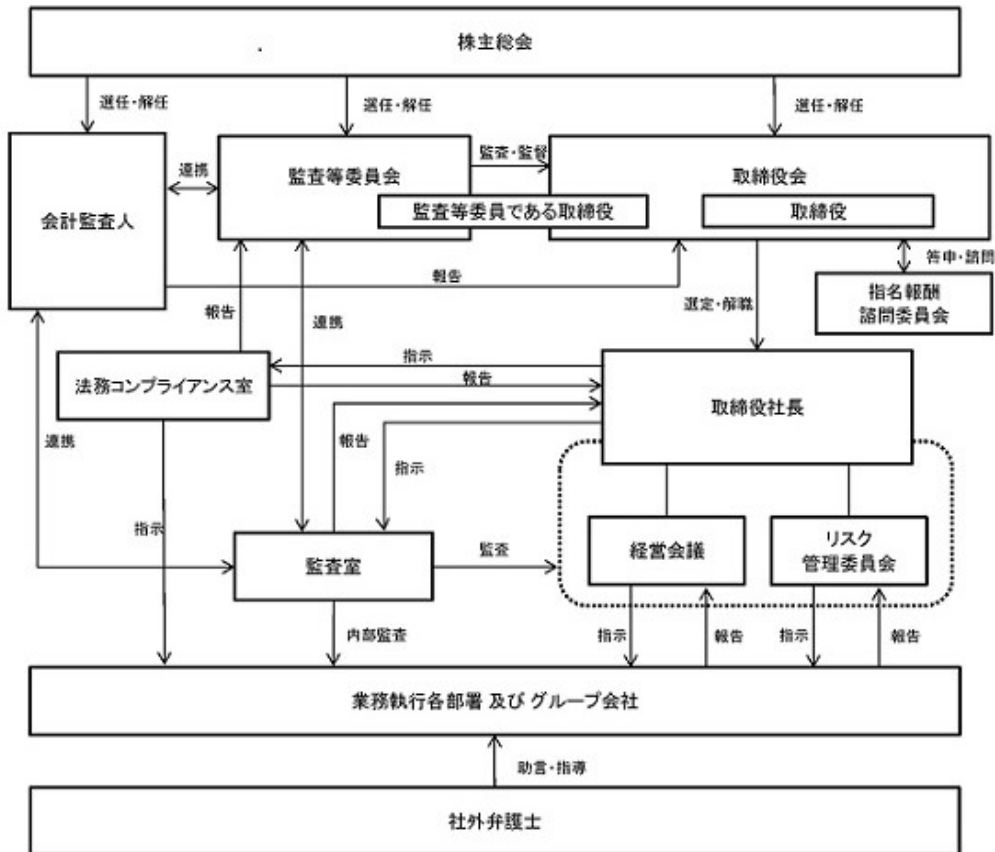 株主総会
選任・解任
選任・解任
選任・解任
会計監査人
連携
監査等委員会
監査・監督
取締役会
監査等委員である取締役
取締役
報告
答申・諮問
指名報酬
諮問委員会
報告
連携
選定・解職
法務コンプライアンス室
指示
報告
取締役社長
連携
報告
指示
指示
監査室
監査
経営会議
リスク
管理委員会
内部監査
指示
報告
指示
報告
業務執行各部署 及び グループ会社
助言・指導
社外弁護士